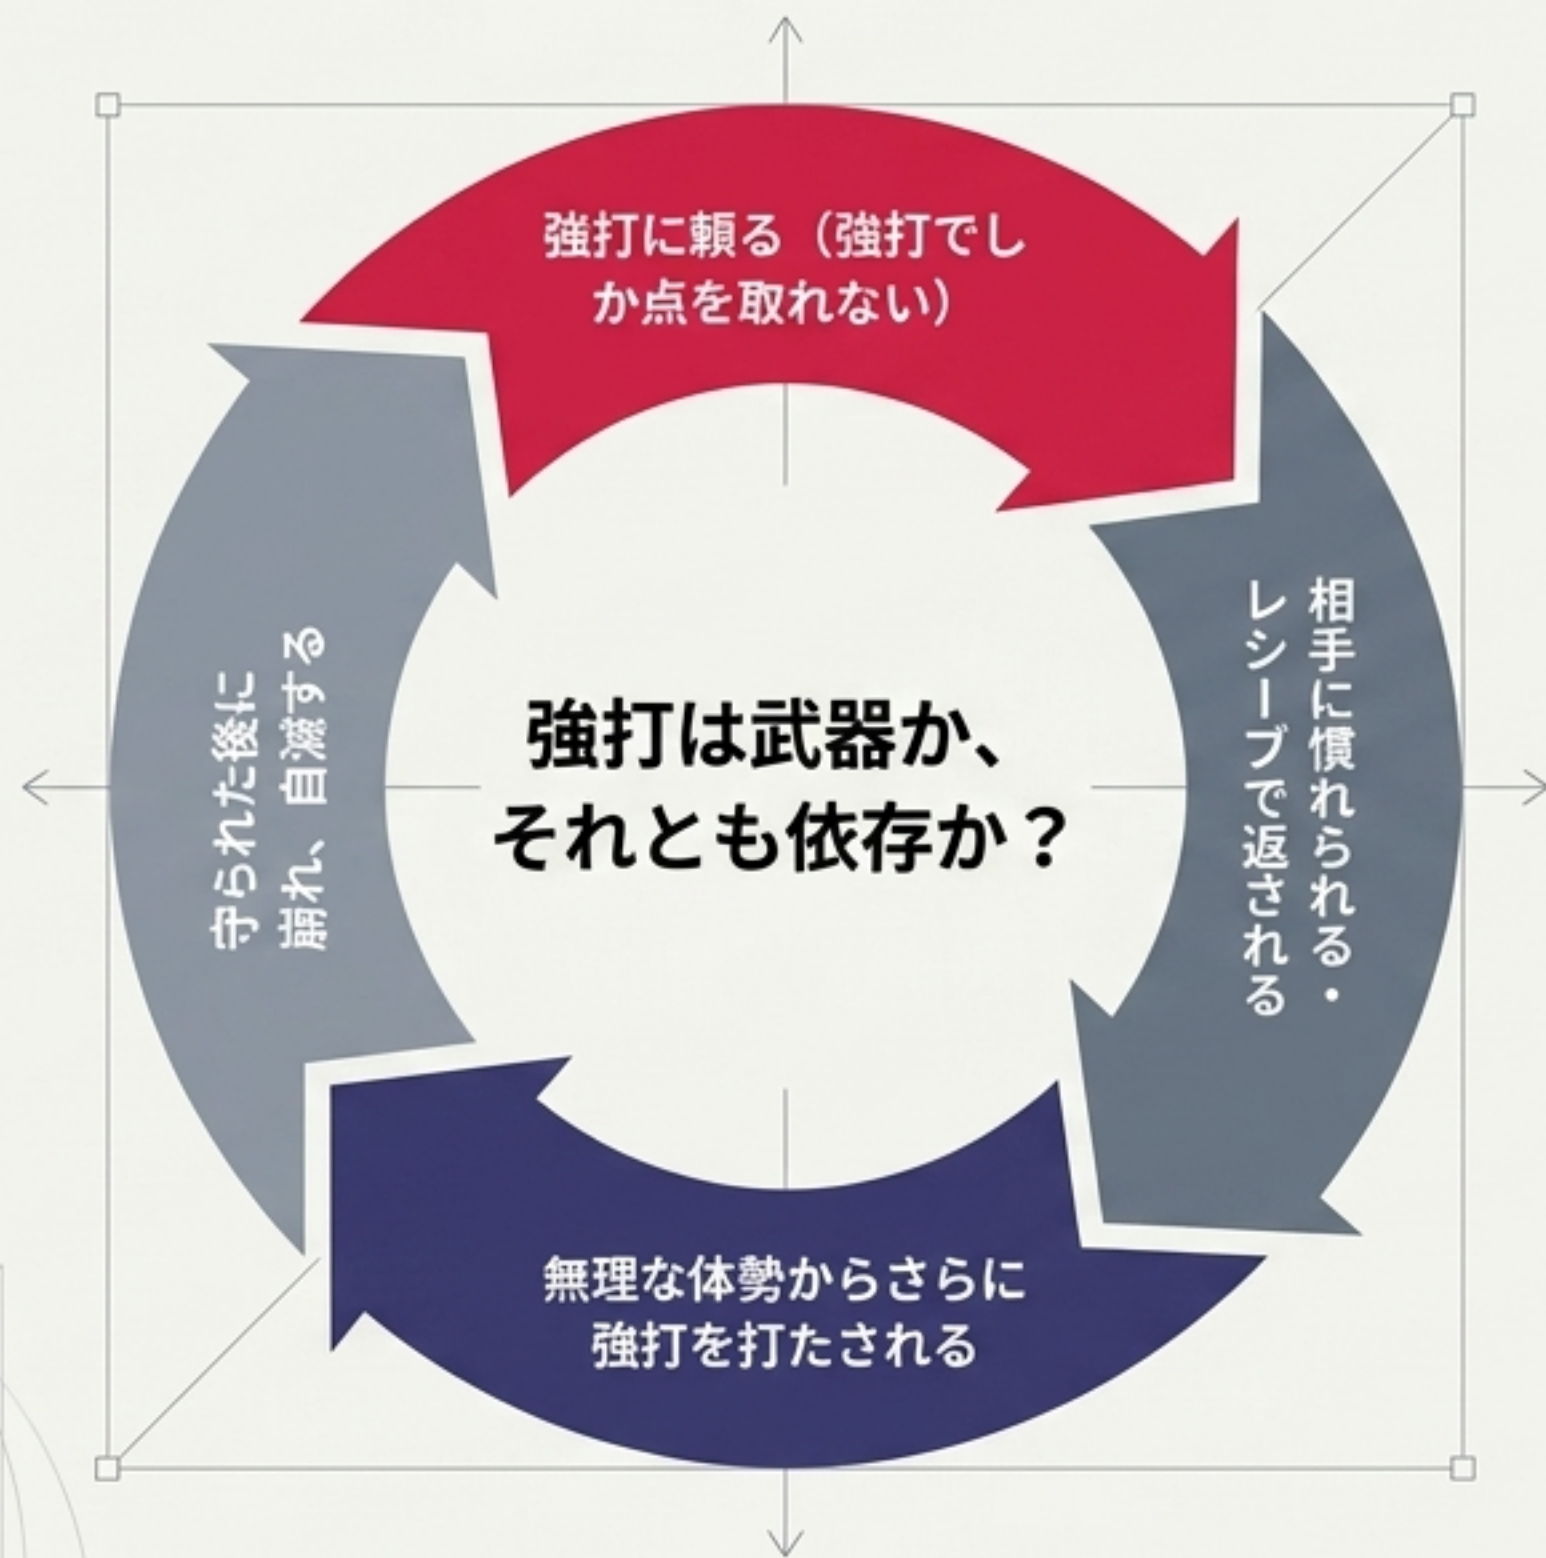 強打に頼る（強打でし
か点を取れない）
相手に慣れられる・
レシーブで返される
無理な体勢からさらに
強打を打たされる
守られた後に
崩れ、自滅する
強打は武器か、
それとも依存か？